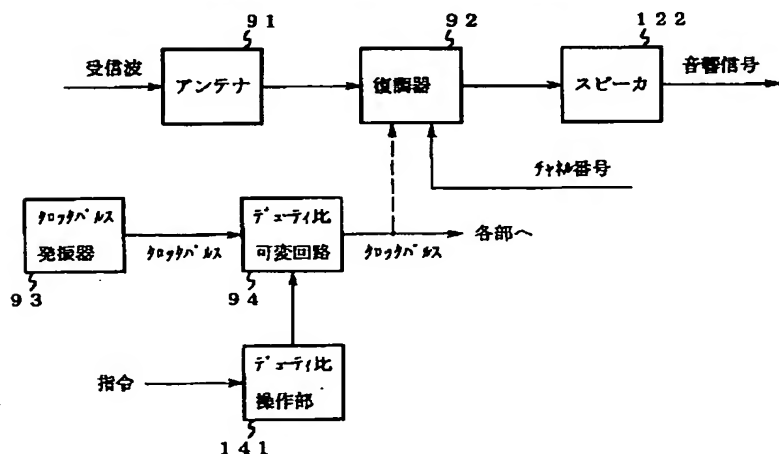 91
92
122
受信波
アンテナ
復調器
スピーカ
音響信号
チャネル番号
クロックパルス
発振器
クロックパルス
デューティ比
可変回路
クロックパルス
各部へ
93
94
指令
デューティ比
操作部
141